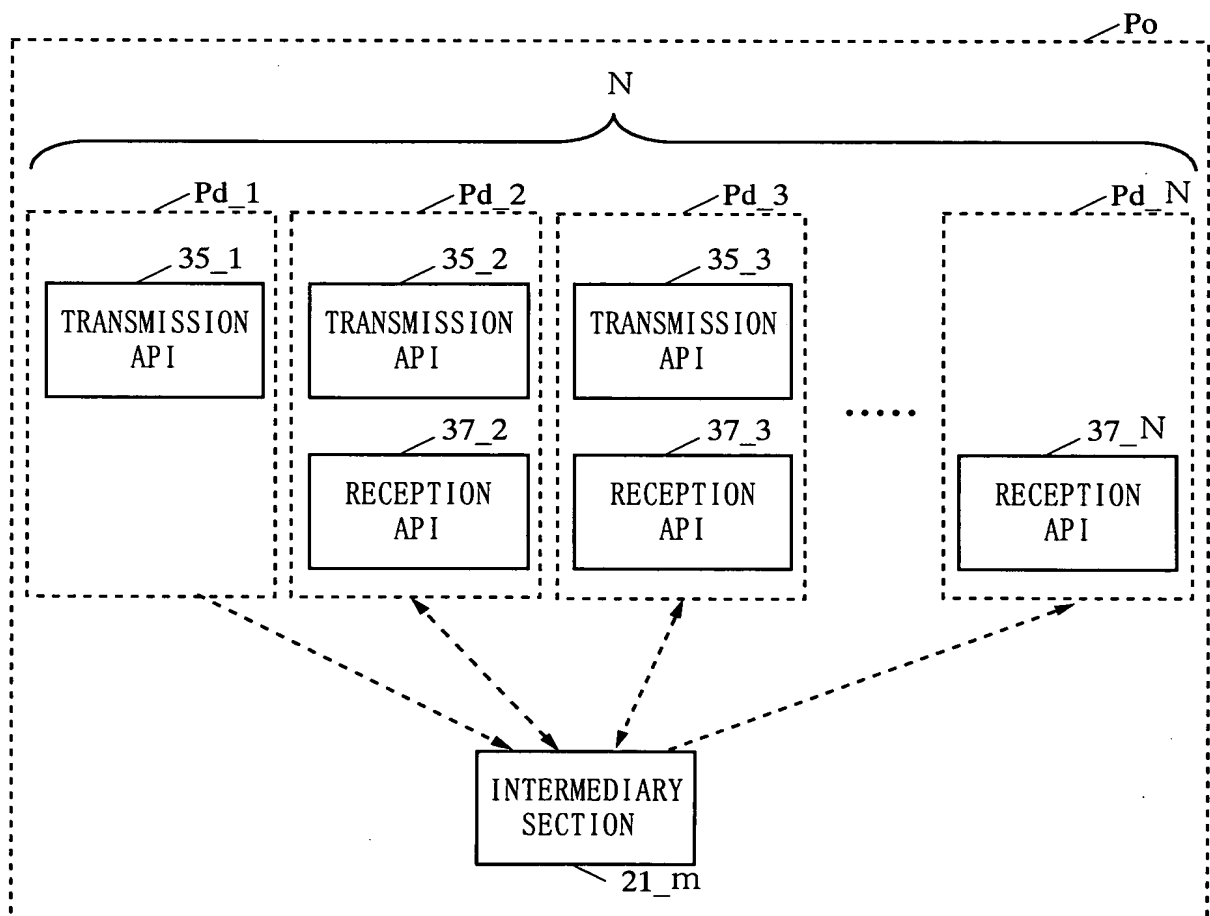 Po
N
Pd_1
Pd_2
Pd_3
Pd_N
35_1
35_2
35_3
TRANSMISSION
API
TRANSMISSION
API
TRANSMISSION
API
.....
37_2
37_3
37_N
RECEPTION
API
RECEPTION
API
RECEPTION
API
INTERMEDIARY
SECTION
21_m